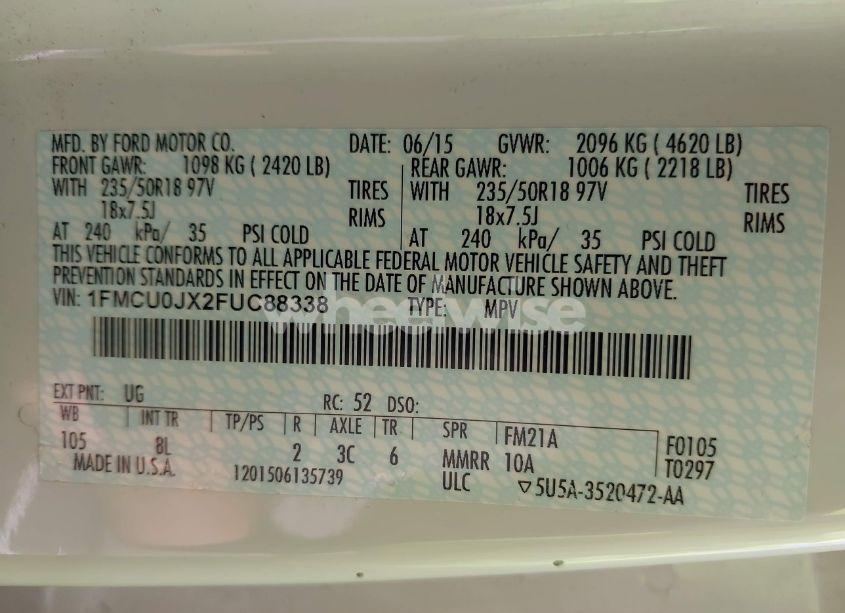 MFD. BY FORD MOTOR CO. DATE: 06/15 GVWR: 2096 KG ( 4620 LB)
FRONT GAWR: 1098 KG ( 2420 LB) REAR GAWR: 1006 KG ( 2218 LB)
WITH 235/50R18 97V TIRES WITH 235/50R18 97V TIRES
18x7.5J RIMS 18x7.5J RIMS
AT 240 kPa/ 35 PSI COLD AT 240 kPa/ 35 PSI COLD
THIS VEHICLE CONFORMS TO ALL APPLICABLE FEDERAL MOTOR VEHICLE SAFETY AND THEFT
PREVENTION STANDARDS IN EFFECT ON THE DATE OF MANUFACTURE SHOWN ABOVE.
VIN: 1FMCU0JX2FUC88338 TYPE: MPV
wheelwise
EXT PNT: UG RC: 52 DSO:
WB INT TR TP/PS R AXLE TR SPR FM21A F0105
105 8L 2 3C 6 MMRR 10A T0297
MADE IN U.S.A. 1201506135739 ULC ▽5U5A-3520472-AA